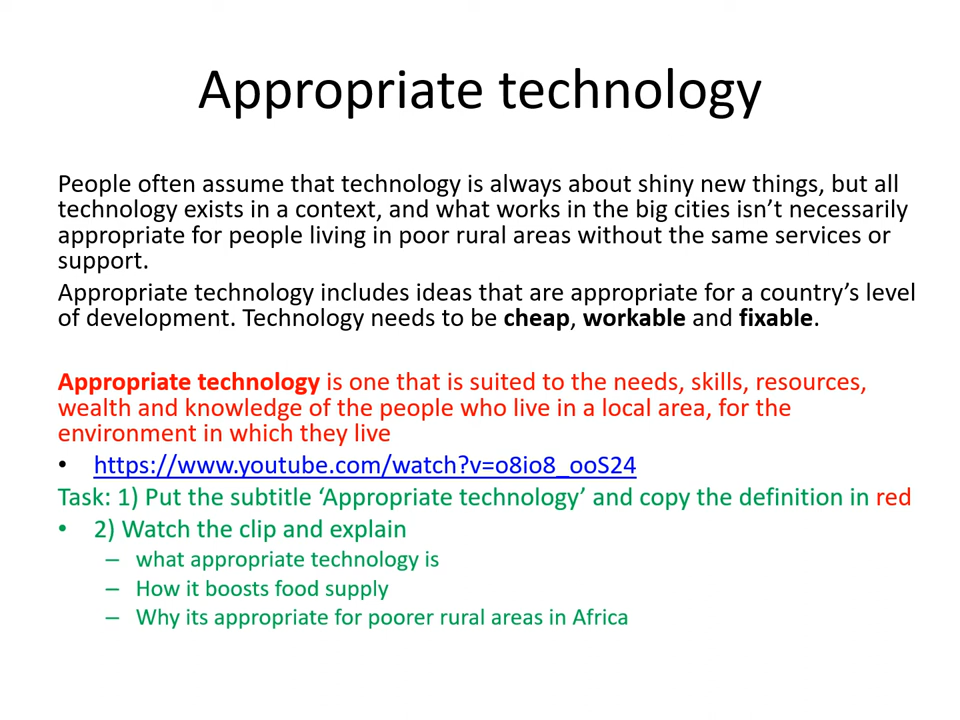 Appropriate technology
People often assume that technology is always about shiny new things, but all
technology exists in a context, and what works in the big cities isn’t necessarily
appropriate for people living in poor rural areas without the same services or
support.
Appropriate technology includes ideas that are appropriate for a country’s level
of development. Technology needs to be cheap, workable and fixable.
Appropriate technology is one that is suited to the needs, skills, resources,
wealth and knowledge of the people who live in a local area, for the
environment in which they live
• https://www.youtube.com/watch?v=o8io8_ooS24
Task: 1) Put the subtitle ‘Appropriate technology’ and copy the definition in red
• 2) Watch the clip and explain
– what appropriate technology is
– How it boosts food supply
– Why its appropriate for poorer rural areas in Africa